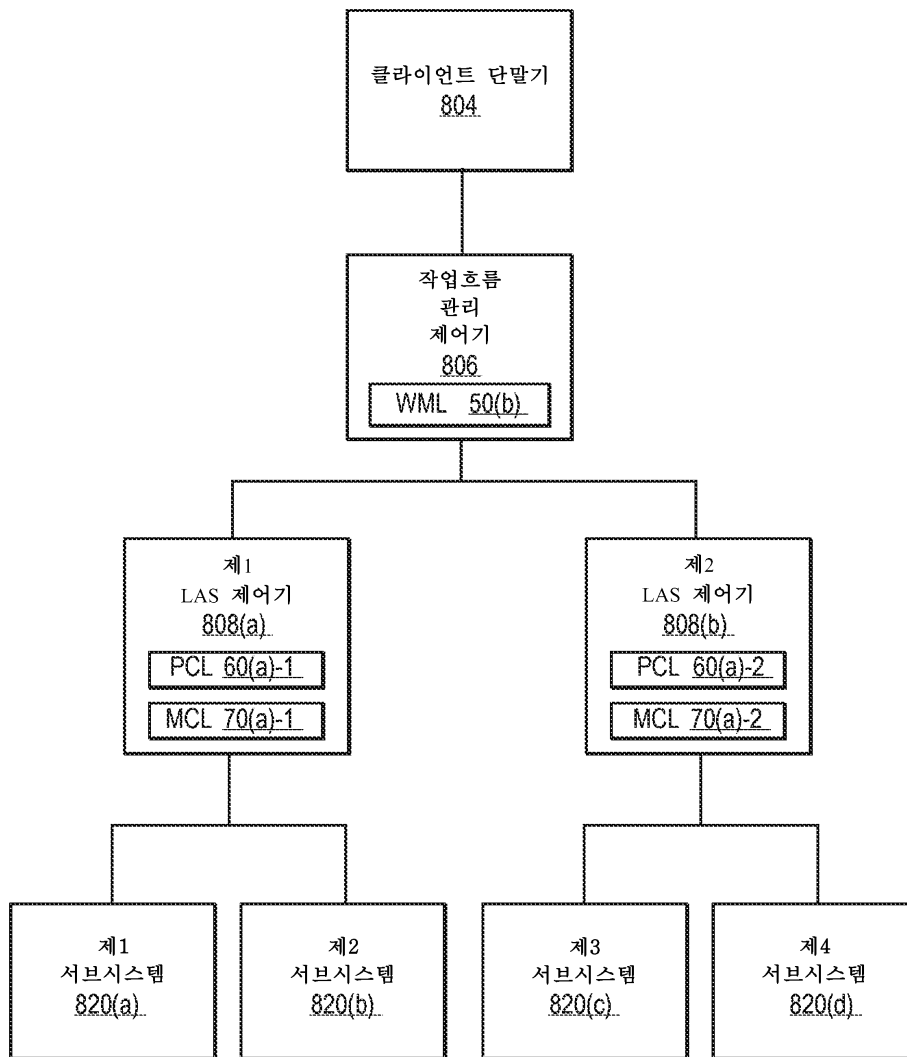 클라이언트 단말기
804
작업흐름
관리
제어기
806
WML 50(b)
제1
LAS 제어기
808(a)
PCL 60(a)-1
MCL 70(a)-1
제2
LAS 제어기
808(b)
PCL 60(a)-2
MCL 70(a)-2
제1
서브시스템
820(a)
제2
서브시스템
820(b)
제3
서브시스템
820(c)
제4
서브시스템
820(d)